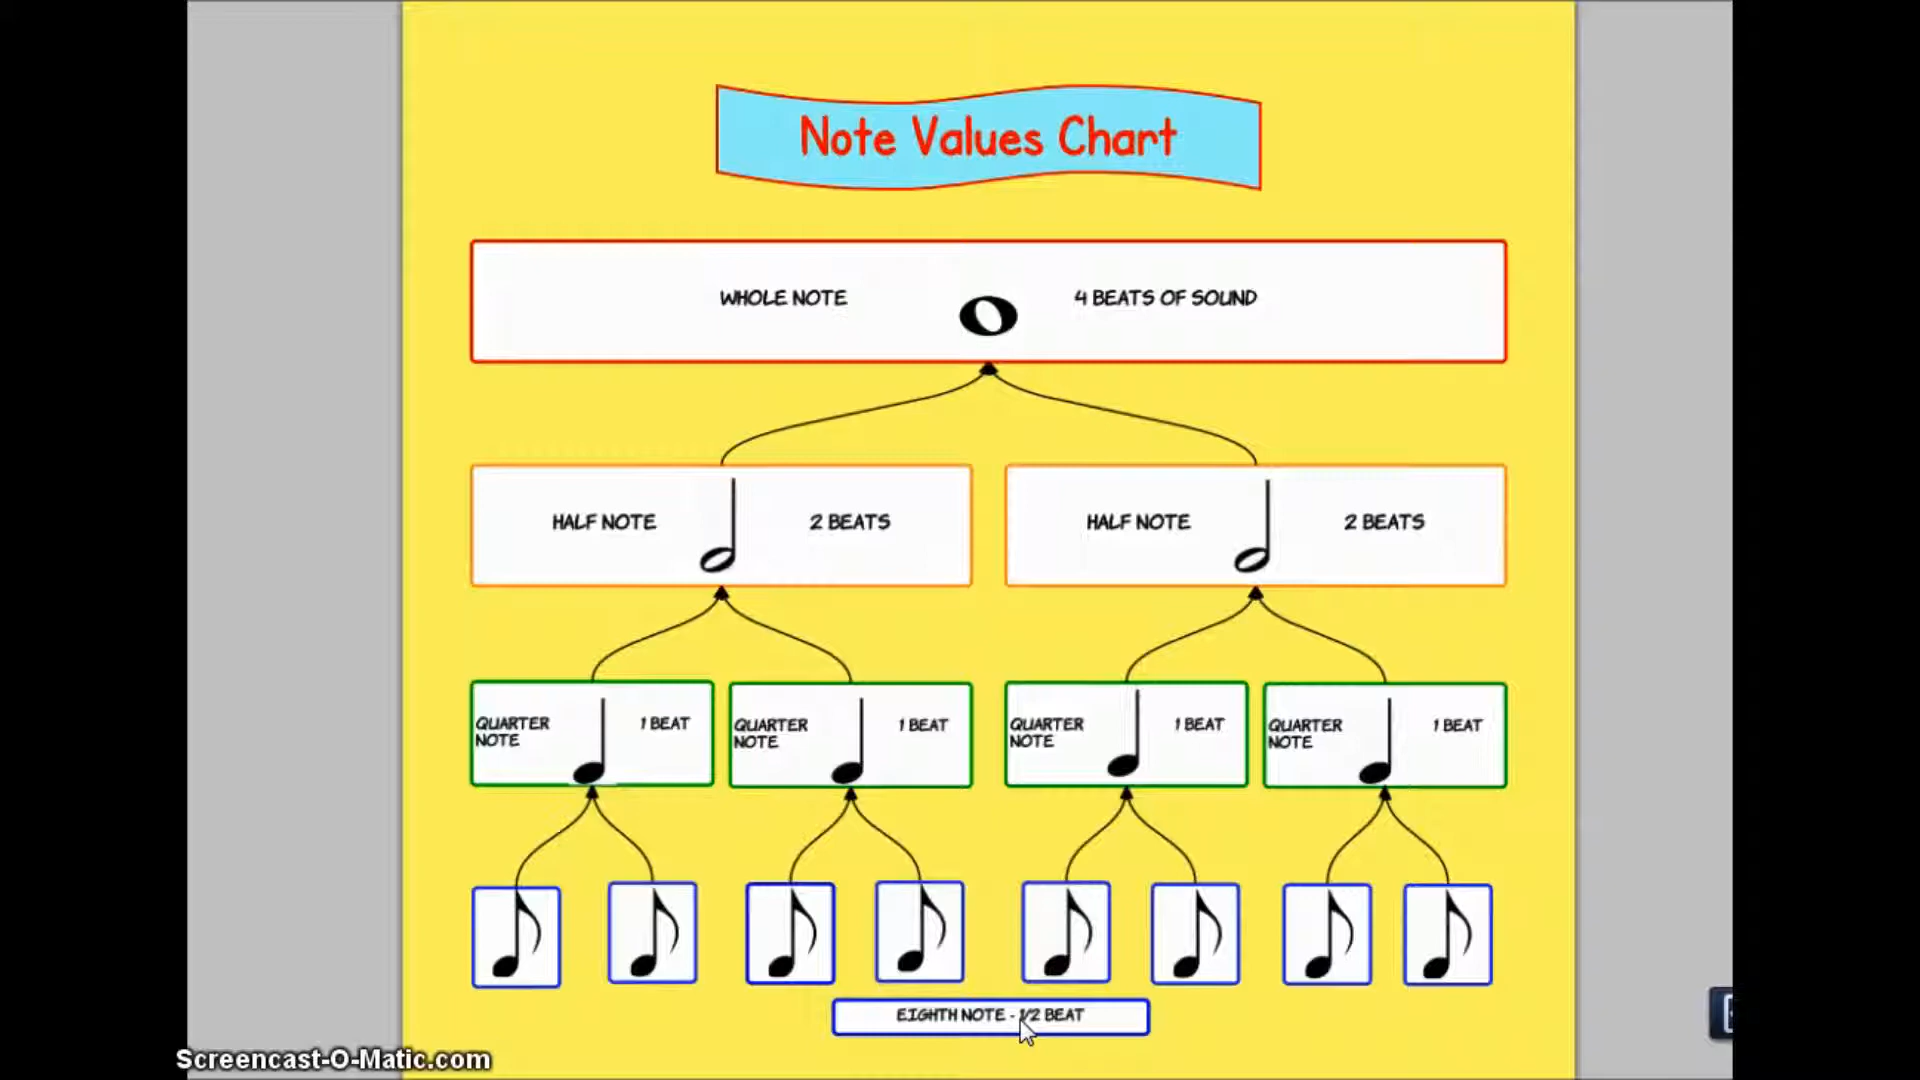 Note Values Chart
WHOLE NOTE 4 BEATS OF SOUND
HALF NOTE 2 BEATS
HALF NOTE 2 BEATS
QUARTER NOTE 1 BEAT
QUARTER NOTE 1 BEAT
QUARTER NOTE 1 BEAT
QUARTER NOTE 1 BEAT
EIGHTH NOTE - 1/2 BEAT
Screencast-O-Matic.com